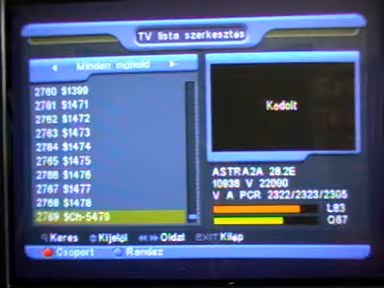 TV lista szerkesztés
Minden műhold
2760 $1399
2761 $1471
2762 $1472
2763 $1473
2764 $1474
2765 $1475
2766 $1476
2767 $1477
2768 $1478
2769 $Ch-5479
Kódolt
ASTRA2A 28.2E
10936 V 22000
V A PCR 2322/2323/2305
L83
Q67
Keres Kijelöl Oldal EXIT Kilép
Csoport Rendez